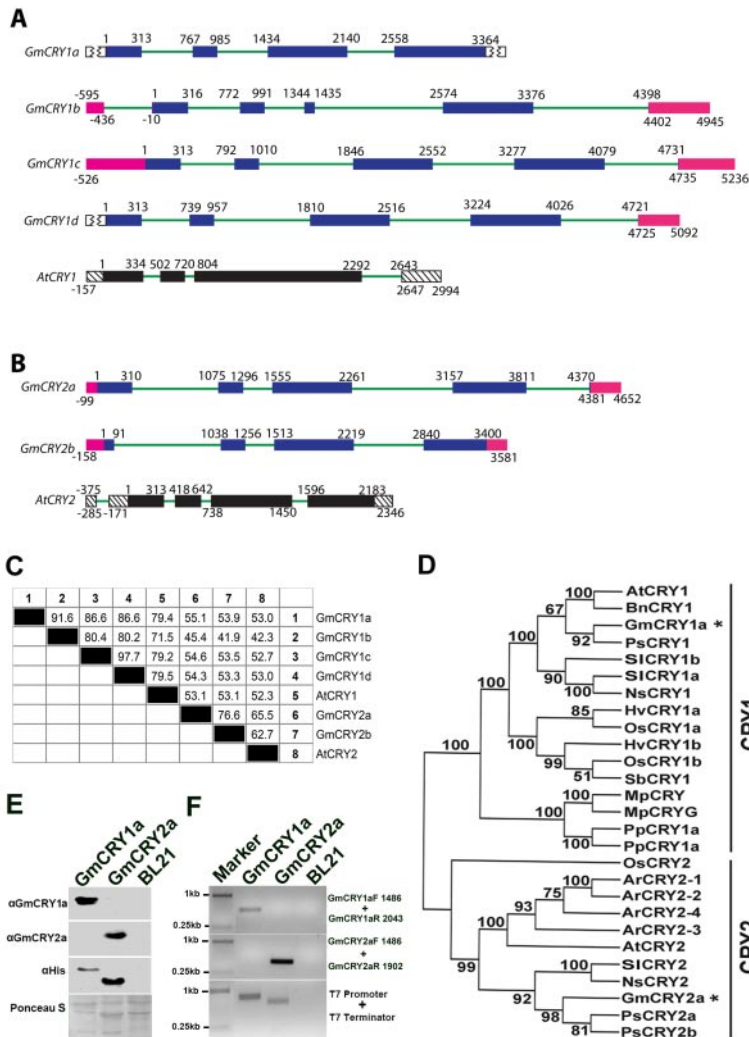 A
1 313 767 985 1434 2140 2558 3364
GmCRY1a
-595 1 316 772 991 1344 1435 2574 3376 4398
GmCRY1b
-436 -10 4402 4945
1 313 792 1010 1846 2552 3277 4079 4731
GmCRY1c
-526 4735 5236
1 313 739 957 1810 2516 3224 4026 4721
GmCRY1d
4725 5092
1 334 502 720 804 2292 2643
AtCRY1
-157 2647 2994
B
1 310 1075 1296 1555 2261 3157 3811 4370
GmCRY2a
-99 4381 4652
1 91 1038 1256 1513 2219 2840 3400
GmCRY2b
-158 3581
-375 1 313 418 642 1596 2183
AtCRY2
-285 -171 738 1450 2346
C
1 2 3 4 5 6 7 8
91.6 86.6 86.6 79.4 55.1 53.9 53.0 1 GmCRY1a
80.4 80.2 71.5 45.4 41.9 42.3 2 GmCRY1b
97.7 79.2 54.6 53.5 52.7 3 GmCRY1c
79.5 54.3 53.3 53.0 4 GmCRY1d
53.1 53.1 52.3 5 AtCRY1
76.6 65.5 6 GmCRY2a
62.7 7 GmCRY2b
8 AtCRY2
D
100 AtCRY1
BnCRY1
67
GmCRY1a *
92 PsCRY1
100
SlCRY1b
90 SlCRY1a
100 NsCRY1
100
85 HvCRY1a
OsCRY1a
100
HvCRY1b
99 OsCRY1b
51 SbCRY1
100
100 MpCRY
MpCRYG
100
PpCRY1a
100 PpCRY1a
CRY1
OsCRY2
100 ArCRY2-1
75 ArCRY2-2
93 ArCRY2-4
100 ArCRY2-3
AtCRY2
99
100 SlCRY2
NsCRY2
92
GmCRY2a *
98 PsCRY2a
81 PsCRY2b
CRY2
E
GmCRY1a
GmCRY2a
BL21
αGmCRY1a
αGmCRY2a
αHis
Ponceau S
F
Marker
GmCRY1a
GmCRY2a
BL21
1kb
0.25kb
GmCRY1aF 1486
+
GmCRY1aR 2043
1kb
0.25kb
GmCRY2aF 1486
+
GmCRY2aR 1902
1kb
0.25kb
T7 Promoter
+
T7 Terminator